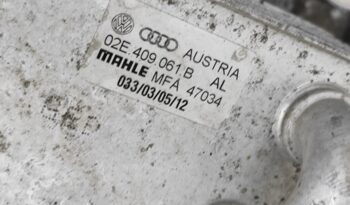 AUSTRIA
02E 409 061 B AL
MAHLE MFA 47034
033/03/05/12